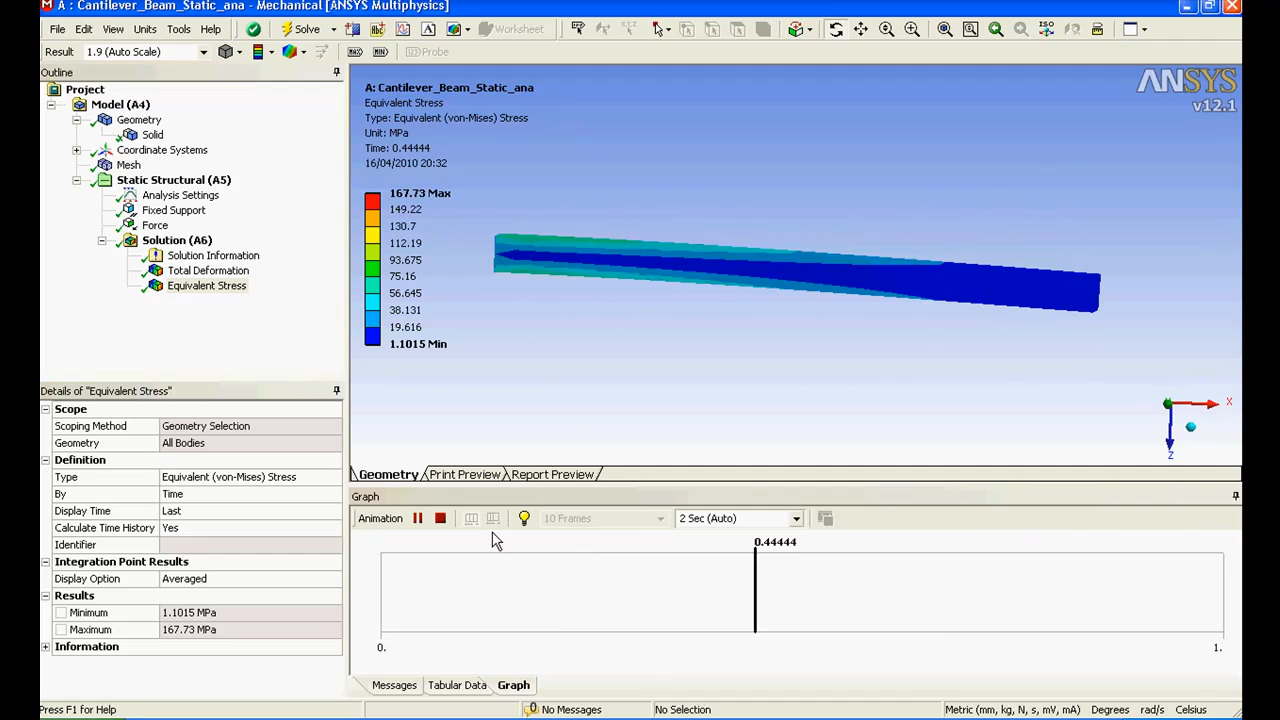 A : Cantilever_Beam_Static_ana - Mechanical [ANSYS Multiphysics]
File Edit View Units Tools Help Solve Worksheet
Result 1.9 (Auto Scale) MAX MIN Probe
Outline
Project
Model (A4)
Geometry
Solid
Coordinate Systems
Mesh
Static Structural (A5)
Analysis Settings
Fixed Support
Force
Solution (A6)
Solution Information
Total Deformation
Equivalent Stress
Details of "Equivalent Stress"
Scope
Scoping Method Geometry Selection
Geometry All Bodies
Definition
Type Equivalent (von-Mises) Stress
By Time
Display Time Last
Calculate Time History Yes
Identifier
Integration Point Results
Display Option Averaged
Results
Minimum 1.1015 MPa
Maximum 167.73 MPa
Information
A: Cantilever_Beam_Static_ana
Equivalent Stress
Type: Equivalent (von-Mises) Stress
Unit: MPa
Time: 0.44444
16/04/2010 20:32
167.73 Max
149.22
130.7
112.19
93.675
75.16
56.645
38.131
19.616
1.1015 Min
ANSYS
v12.1
X
Z
Geometry Print Preview Report Preview
Graph
Animation 10 Frames 2 Sec (Auto)
0.44444
0. 1.
Messages Tabular Data Graph
Press F1 for Help 0 No Messages No Selection Metric (mm, kg, N, s, mV, mA) Degrees rad/s Celsius